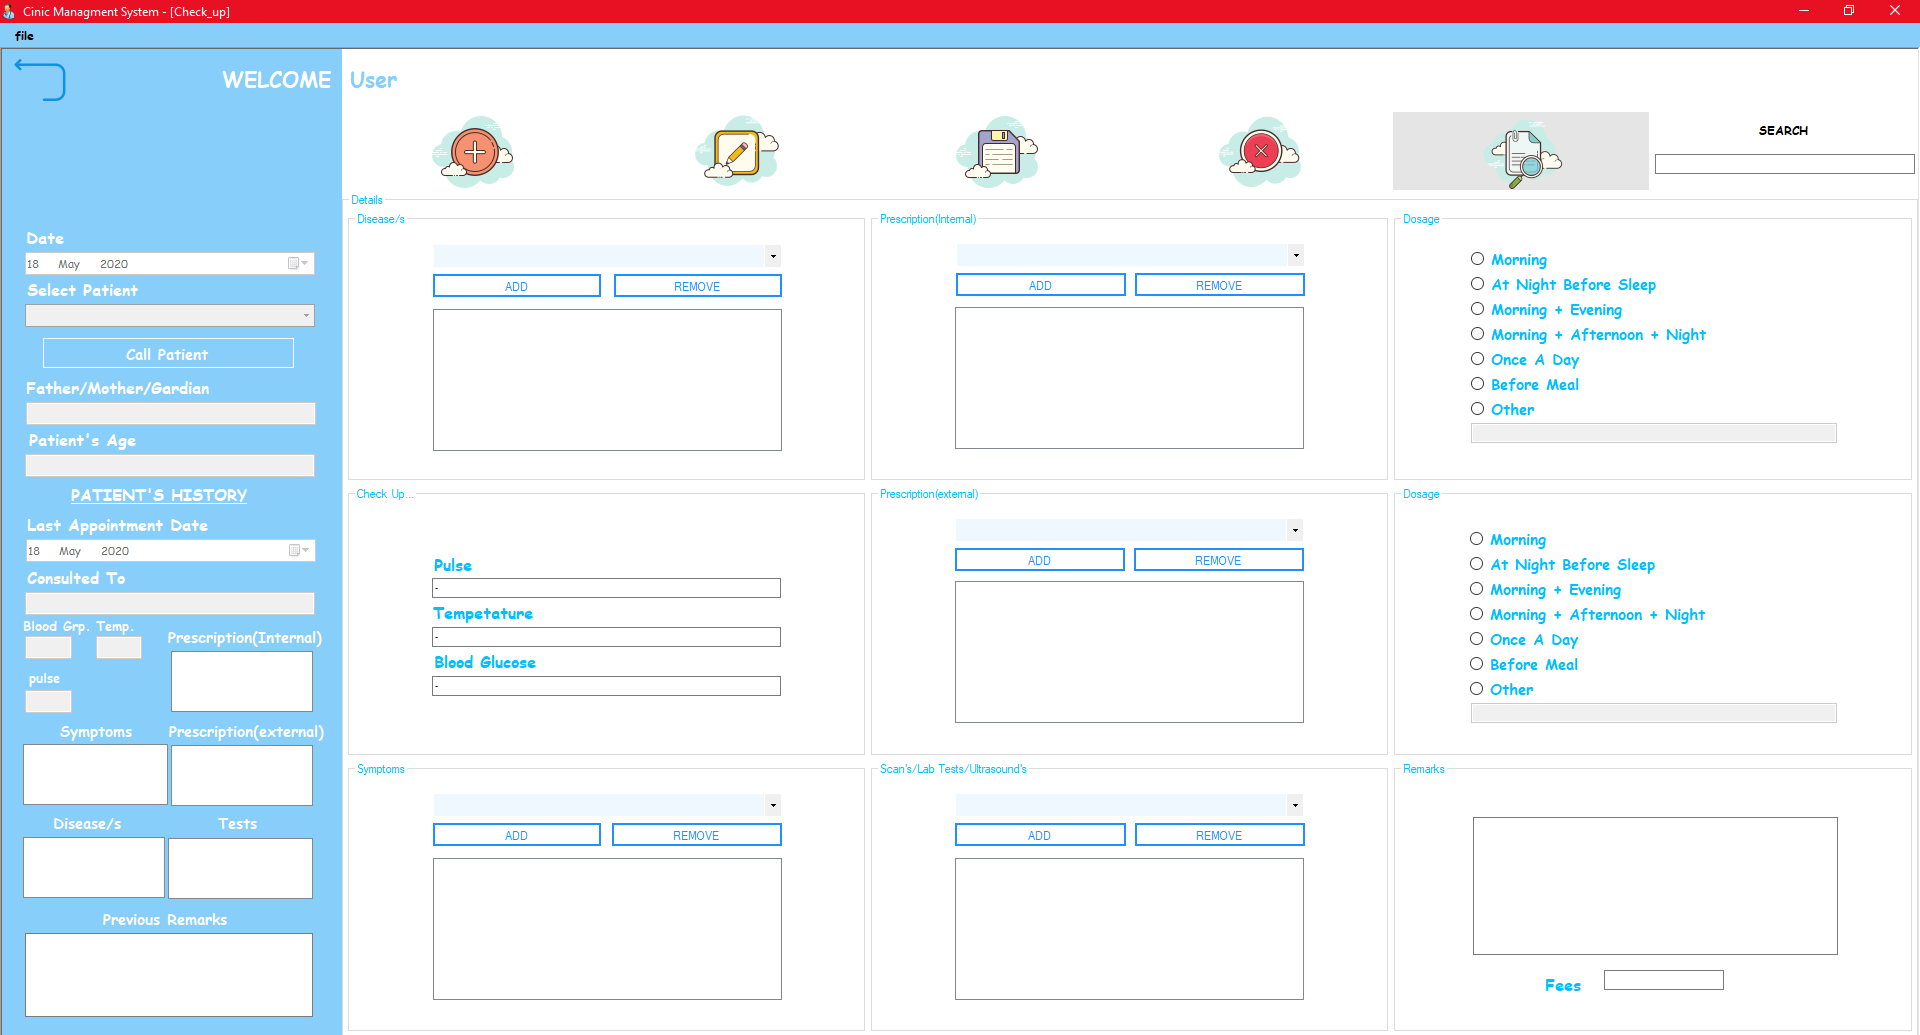 Cinic Managment System - [Check_up]
file
WELCOME User
SEARCH
Date
18 May 2020
Select Patient
Call Patient
Father/Mother/Gardian
Patient's Age
PATIENT'S HISTORY
Last Appointment Date
18 May 2020
Consulted To
Blood Grp. Temp.
Prescription(Internal)
pulse
Symptoms
Prescription(external)
Disease/s
Tests
Previous Remarks
Details
Disease/s
ADD REMOVE
Prescription(Internal)
ADD REMOVE
Dosage
Morning
At Night Before Sleep
Morning + Evening
Morning + Afternoon + Night
Once A Day
Before Meal
Other
Check Up...
Pulse
-
Tempetature
-
Blood Glucose
-
Prescription(external)
ADD REMOVE
Dosage
Morning
At Night Before Sleep
Morning + Evening
Morning + Afternoon + Night
Once A Day
Before Meal
Other
Symptoms
ADD REMOVE
Scan's/Lab Tests/Ultrasound's
ADD REMOVE
Remarks
Fees